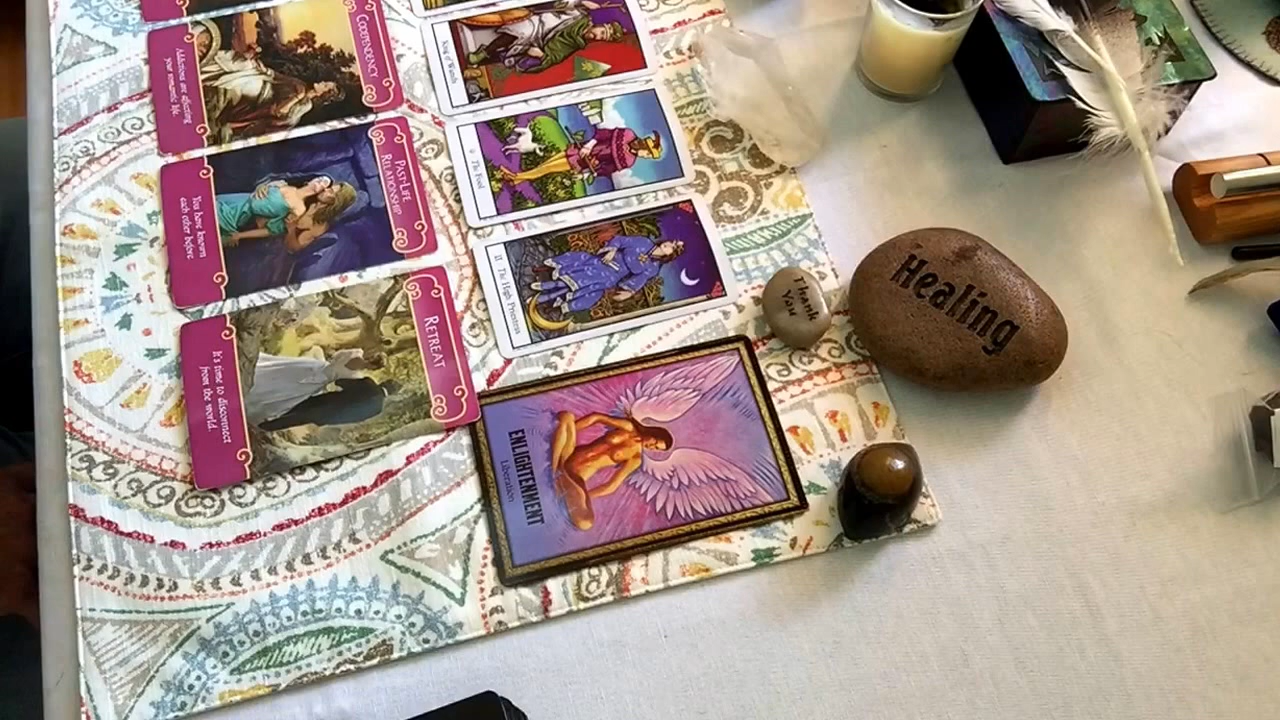 CODEPENDENCY
Addictions are affecting
your romantic life.
PAST-LIFE
RELATIONSHIP
You have known
each other before
RETREAT
It's time to disconnect
from the world.
King of Wands
0 The Fool
II The High Priestess
ENLIGHTENMENT
Liberation
Thank
You
Healing